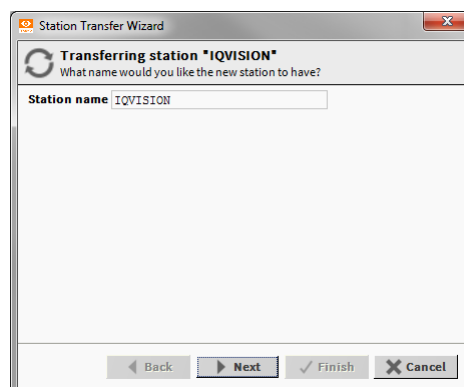 Station Transfer Wizard
X
Transferring station "IQVISION"
What name would you like the new station to have?
Station name IQVISION
Back Next Finish Cancel